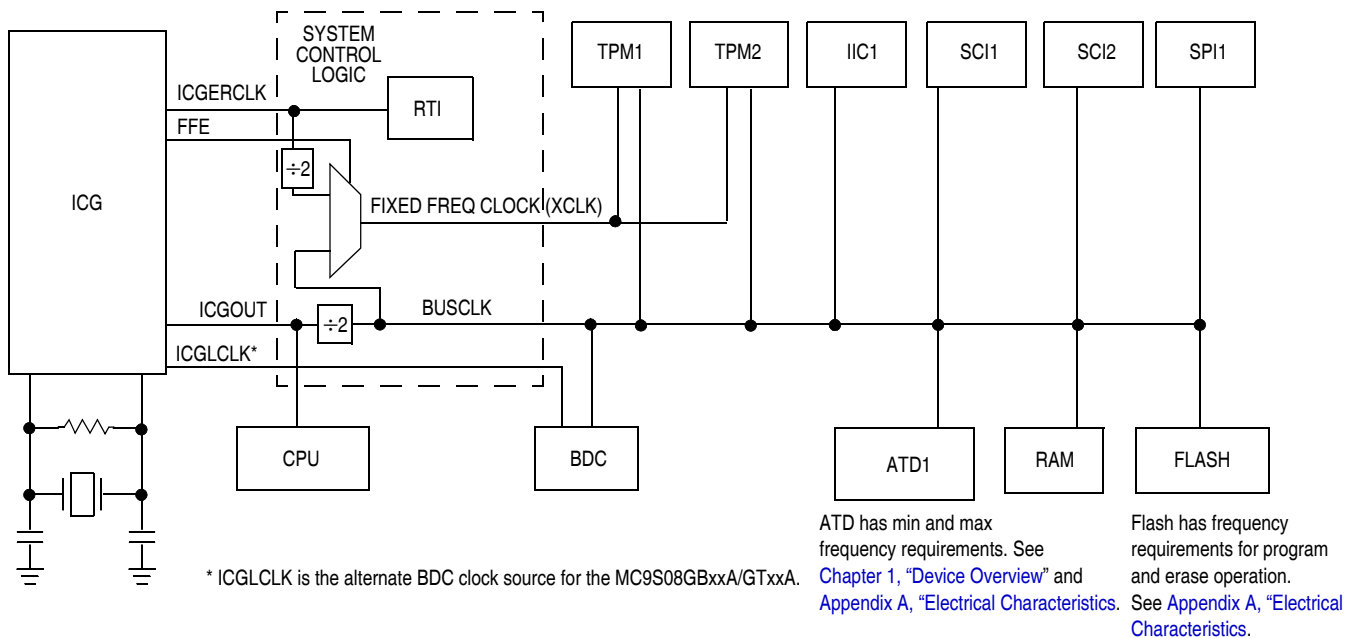 SYSTEM
CONTROL
LOGIC
TPM1
TPM2
IIC1
SCI1
SCI2
SPI1
ICGERCLK
RTI
FFE
÷2
ICG
FIXED FREQ CLOCK (XCLK)
ICGOUT
÷2
BUSCLK
ICGLCLK*
CPU
BDC
ATD1
RAM
FLASH
ATD has min and max
frequency requirements. See
Chapter 1, “Device Overview” and
Appendix A, “Electrical Characteristics.
Flash has frequency
requirements for program
and erase operation.
See Appendix A, “Electrical
Characteristics.
* ICGLCLK is the alternate BDC clock source for the MC9S08GBxxA/GTxxA.